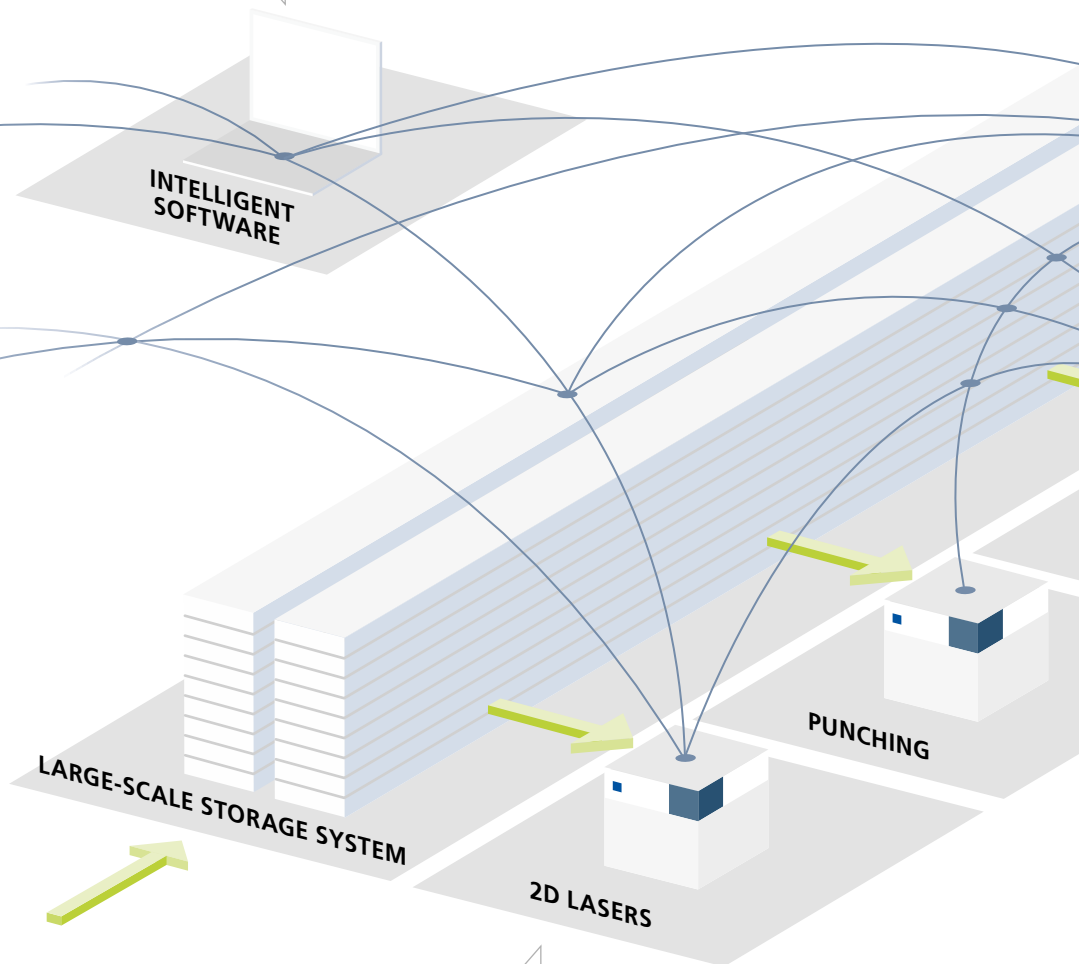 INTELLIGENT
SOFTWARE
PUNCHING
LARGE-SCALE STORAGE SYSTEM
2D LASERS